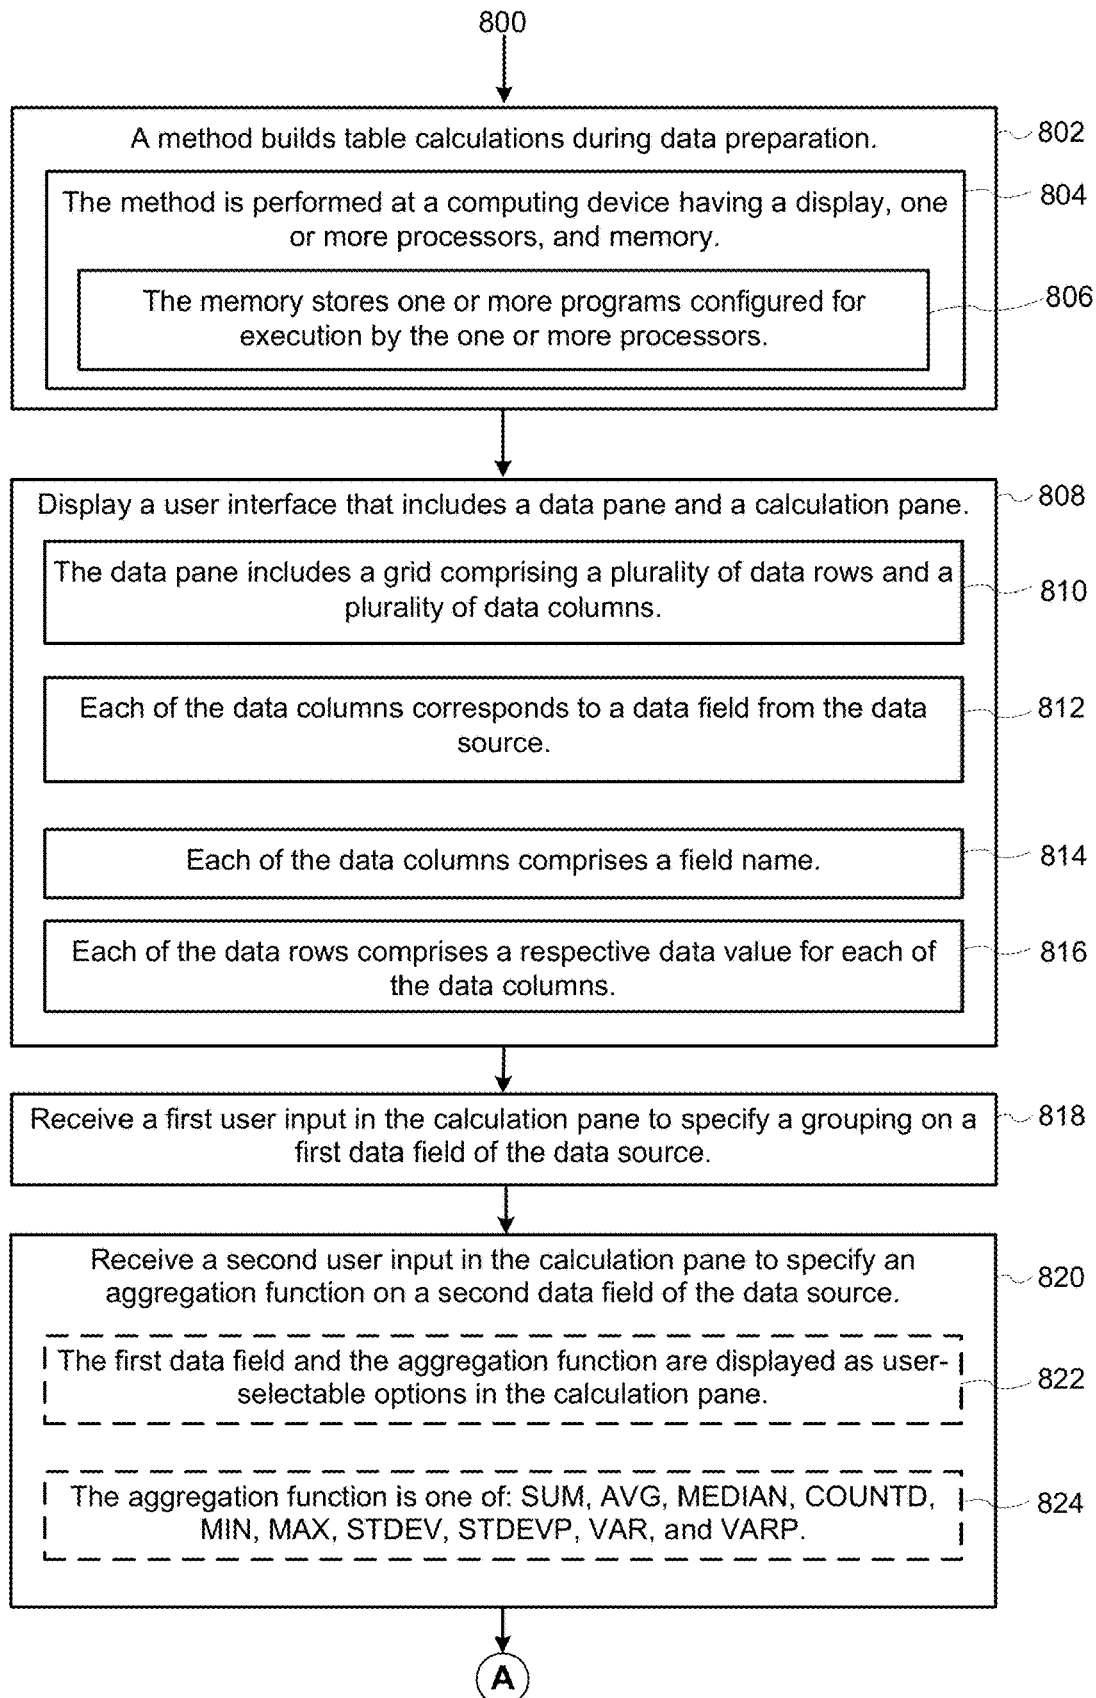 800
A method builds table calculations during data preparation.
802
The method is performed at a computing device having a display, one
or more processors, and memory.
804
The memory stores one or more programs configured for
execution by the one or more processors.
806
Display a user interface that includes a data pane and a calculation pane.
808
The data pane includes a grid comprising a plurality of data rows and a
plurality of data columns.
810
Each of the data columns corresponds to a data field from the data
source.
812
Each of the data columns comprises a field name.
814
Each of the data rows comprises a respective data value for each of
the data columns.
816
Receive a first user input in the calculation pane to specify a grouping on a
first data field of the data source.
818
Receive a second user input in the calculation pane to specify an
aggregation function on a second data field of the data source.
820
The first data field and the aggregation function are displayed as user-
selectable options in the calculation pane.
822
The aggregation function is one of: SUM, AVG, MEDIAN, COUNTD,
MIN, MAX, STDEV, STDEVP, VAR, and VARP.
824
A